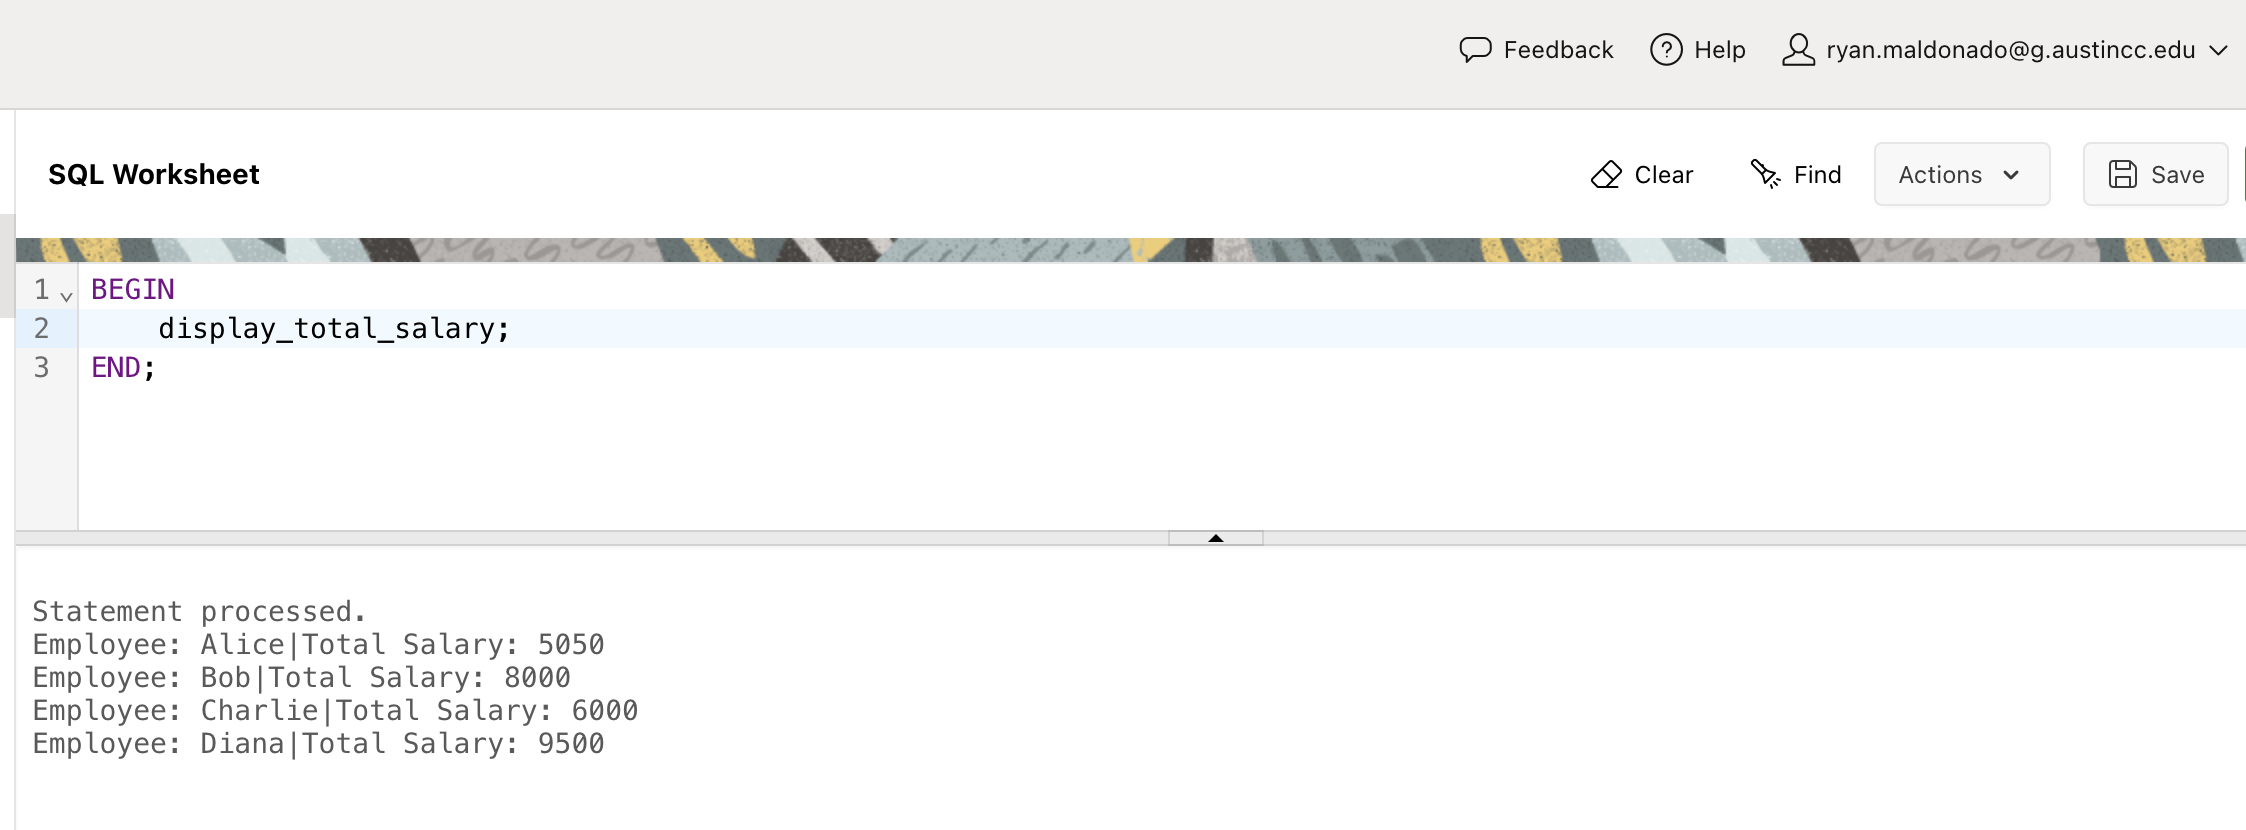 Feedback Help ryan.maldonado@g.austincc.edu
SQL Worksheet Clear Find Actions Save
1 BEGIN
2 display_total_salary;
3 END;
Statement processed.
Employee: Alice|Total Salary: 5050
Employee: Bob|Total Salary: 8000
Employee: Charlie|Total Salary: 6000
Employee: Diana|Total Salary: 9500